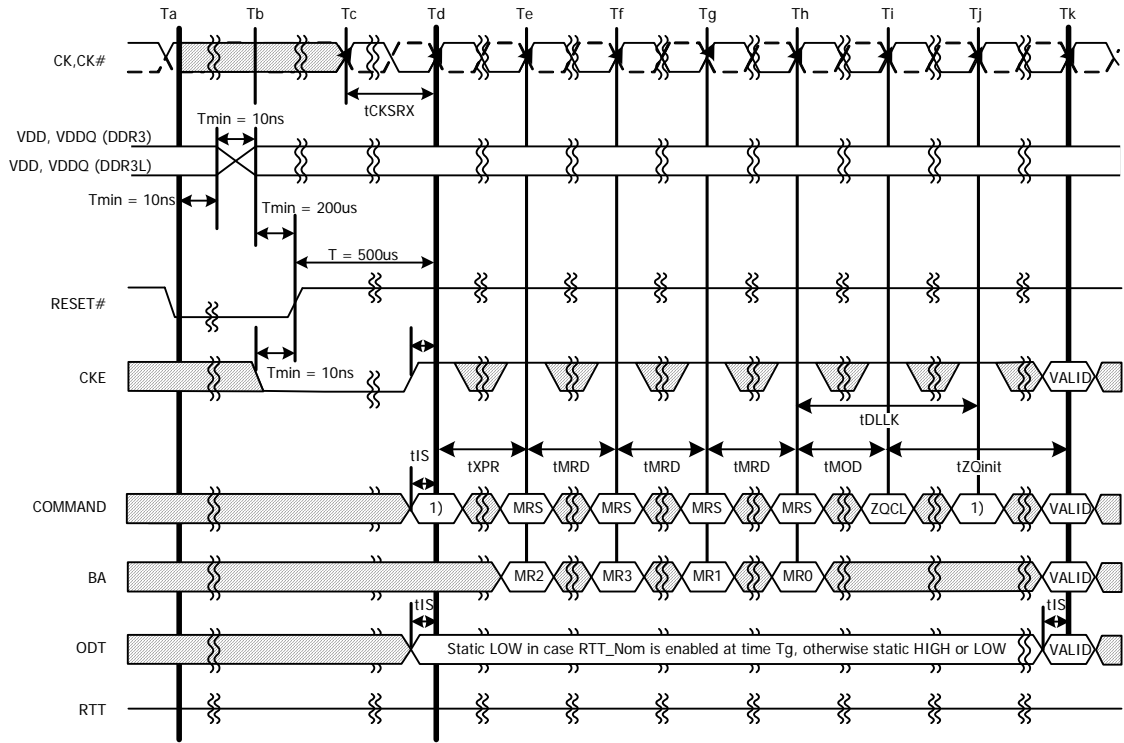 Ta Tb Tc Td Te Tf Tg Th Ti Tj Tk
CK,CK#
tCKSRX
Tmin = 10ns
VDD, VDDQ (DDR3)
VDD, VDDQ (DDR3L)
Tmin = 10ns
Tmin = 200us
T = 500us
RESET#
Tmin = 10ns
CKE
VALID
tDLLK
tIS
tXPR tMRD tMRD tMRD tMOD tZQinit
COMMAND
1) MRS MRS MRS MRS ZQCL 1) VALID
BA
MR2 MR3 MR1 MR0 VALID
tIS tIS
ODT
Static LOW in case RTT_Nom is enabled at time Tg, otherwise static HIGH or LOW
VALID
RTT